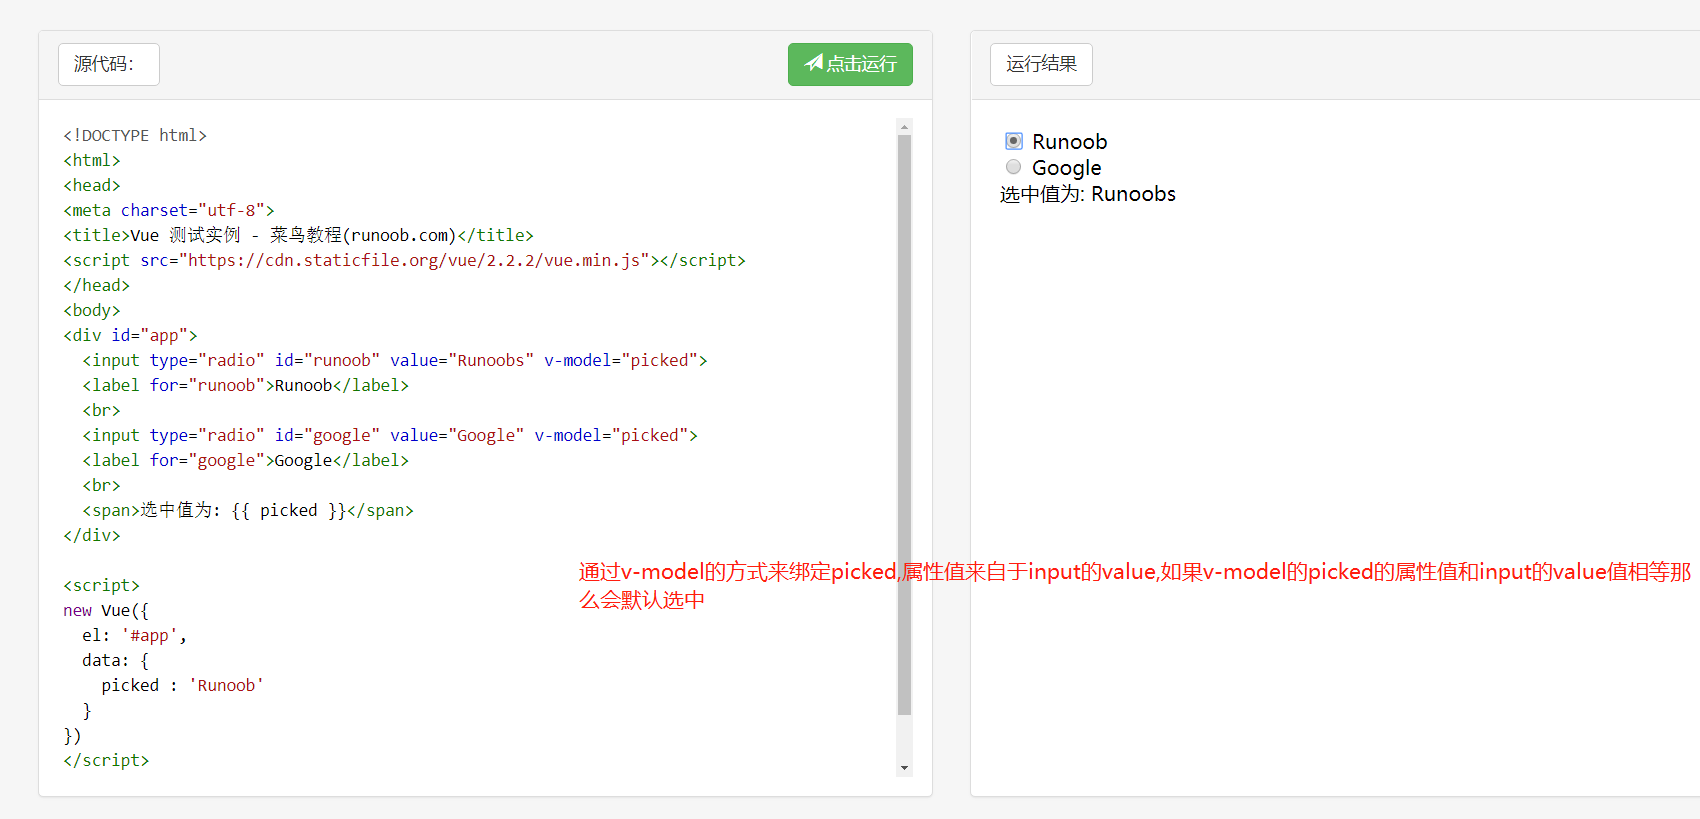 源代码：
点击运行
<!DOCTYPE html>
<html>
<head>
<meta charset="utf-8">
<title>Vue 测试实例 - 菜鸟教程(runoob.com)</title>
<script src="https://cdn.staticfile.org/vue/2.2.2/vue.min.js"></script>
</head>
<body>
<div id="app">
  <input type="radio" id="runoob" value="Runoobs" v-model="picked">
  <label for="runoob">Runoob</label>
  <br>
  <input type="radio" id="google" value="Google" v-model="picked">
  <label for="google">Google</label>
  <br>
  <span>选中值为: {{ picked }}</span>
</div>
<script>
new Vue({
  el: '#app',
  data: {
    picked : 'Runoob'
  }
})
</script>
运行结果
Runoob
Google
选中值为: Runoobs
通过v-model的方式来绑定picked,属性值来自于input的value,如果v-model的picked的属性值和input的value值相等那
么会默认选中